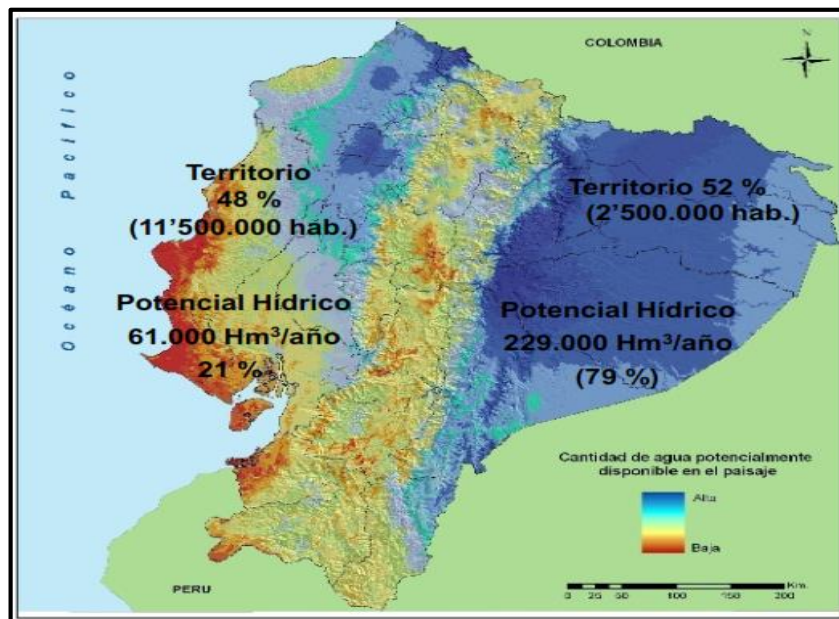 COLOMBIA
N
Océano Pacífico
Territorio
48 %
(11’500.000 hab.)
Potencial Hídrico
61.000 Hm³/año
21 %
Territorio 52 %
(2’500.000 hab.)
Potencial Hídrico
229.000 Hm³/año
(79 %)
Cantidad de agua potencialmente
disponible en el paisaje
Alta
Baja
PERU
Km.
0 25 50 100 150 200